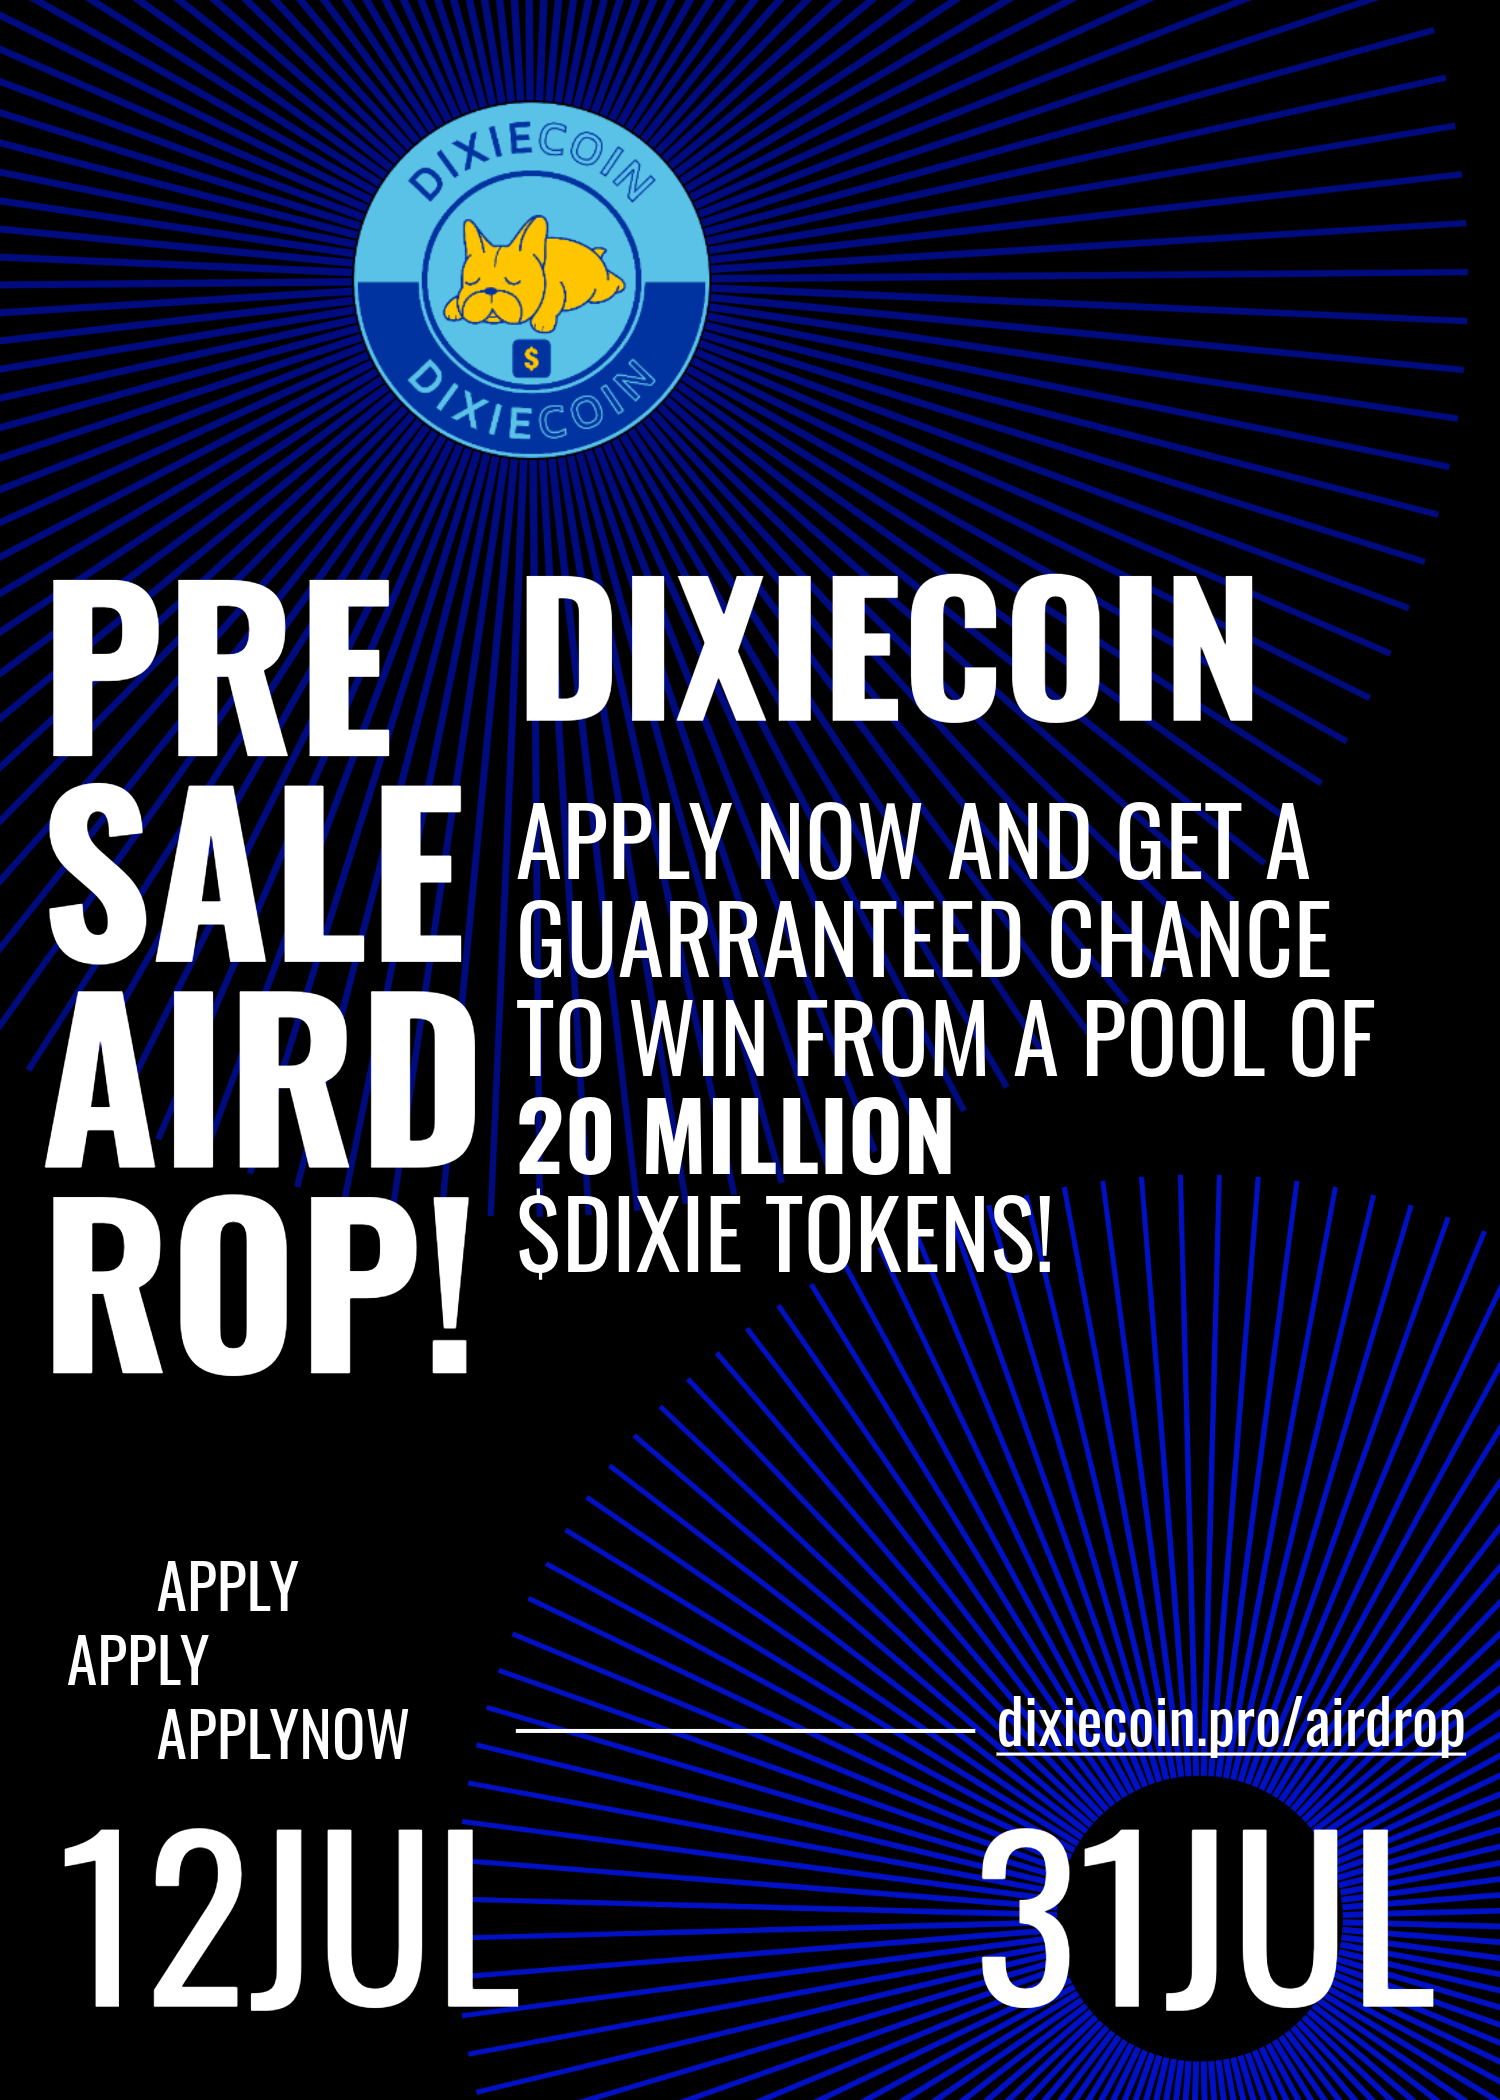 DIXIECOIN
$
DIXIECOIN
PRE
SALE
AIRD
ROP!
DIXIECOIN
APPLY NOW AND GET A
GUARRANTEED CHANCE
TO WIN FROM A POOL OF
20 MILLION
$DIXIE TOKENS!
APPLY
APPLY
APPLYNOW
dixiecoin.pro/airdrop
12JUL
31JUL